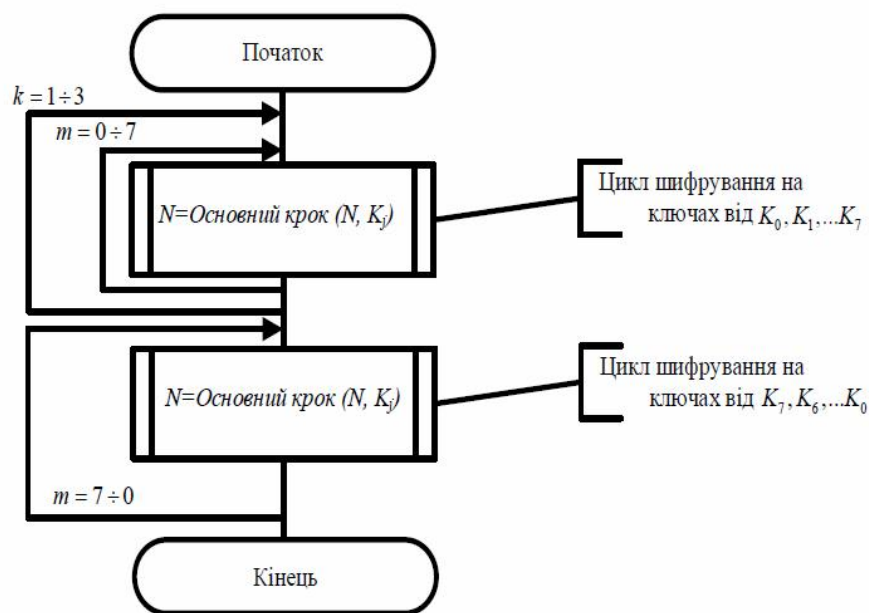 Початок
k = 1 ÷ 3
m = 0 ÷ 7
N=Основний крок (N, Kj)
Цикл шифрування на
ключах від K0, K1,...K7
N=Основний крок (N, Kj)
Цикл шифрування на
ключах від K7, K6,...K0
m = 7 ÷ 0
Кінець